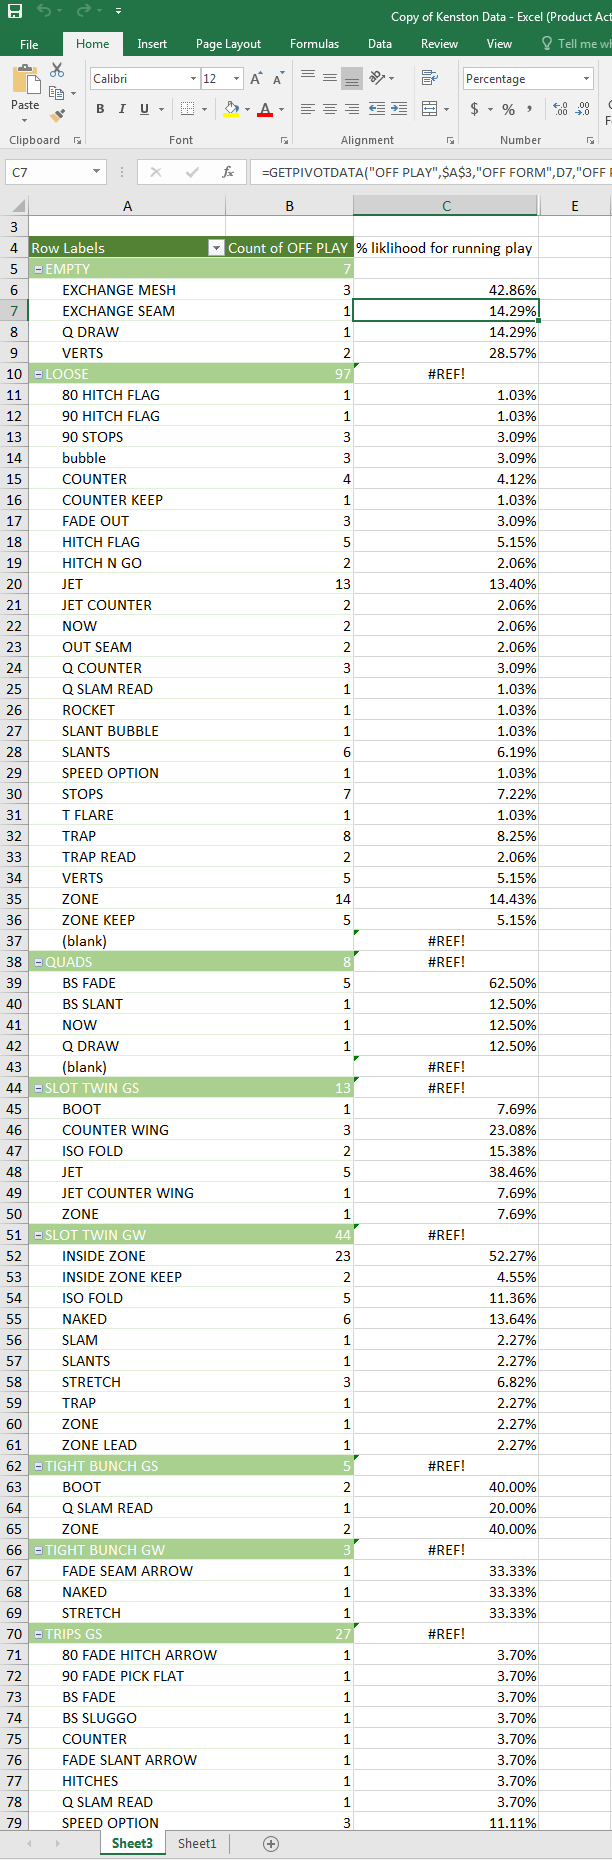 Copy of Kenston Data - Excel (Product Act
File Home Insert Page Layout Formulas Data Review View Tell me wh
Calibri 12 A A Percentage
Paste B I U A $ % ,
Clipboard Font Alignment Number
C7 fx =GETPIVOTDATA("OFF PLAY",$A$3,"OFF FORM",D7,"OFF
A B C E
3
4 Row Labels Count of OFF PLAY % liklihood for running play
5 EMPTY 7
6 EXCHANGE MESH 3 42.86%
7 EXCHANGE SEAM 1 14.29%
8 Q DRAW 1 14.29%
9 VERTS 2 28.57%
10 LOOSE 97 #REF!
11 80 HITCH FLAG 1 1.03%
12 90 HITCH FLAG 1 1.03%
13 90 STOPS 3 3.09%
14 bubble 3 3.09%
15 COUNTER 4 4.12%
16 COUNTER KEEP 1 1.03%
17 FADE OUT 3 3.09%
18 HITCH FLAG 5 5.15%
19 HITCH N GO 2 2.06%
20 JET 13 13.40%
21 JET COUNTER 2 2.06%
22 NOW 2 2.06%
23 OUT SEAM 2 2.06%
24 Q COUNTER 3 3.09%
25 Q SLAM READ 1 1.03%
26 ROCKET 1 1.03%
27 SLANT BUBBLE 1 1.03%
28 SLANTS 6 6.19%
29 SPEED OPTION 1 1.03%
30 STOPS 7 7.22%
31 T FLARE 1 1.03%
32 TRAP 8 8.25%
33 TRAP READ 2 2.06%
34 VERTS 5 5.15%
35 ZONE 14 14.43%
36 ZONE KEEP 5 5.15%
37 (blank) #REF!
38 QUADS 8 #REF!
39 BS FADE 5 62.50%
40 BS SLANT 1 12.50%
41 NOW 1 12.50%
42 Q DRAW 1 12.50%
43 (blank) #REF!
44 SLOT TWIN GS 13 #REF!
45 BOOT 1 7.69%
46 COUNTER WING 3 23.08%
47 ISO FOLD 2 15.38%
48 JET 5 38.46%
49 JET COUNTER WING 1 7.69%
50 ZONE 1 7.69%
51 SLOT TWIN GW 44 #REF!
52 INSIDE ZONE 23 52.27%
53 INSIDE ZONE KEEP 2 4.55%
54 ISO FOLD 5 11.36%
55 NAKED 6 13.64%
56 SLAM 1 2.27%
57 SLANTS 1 2.27%
58 STRETCH 3 6.82%
59 TRAP 1 2.27%
60 ZONE 1 2.27%
61 ZONE LEAD 1 2.27%
62 TIGHT BUNCH GS 5 #REF!
63 BOOT 2 40.00%
64 Q SLAM READ 1 20.00%
65 ZONE 2 40.00%
66 TIGHT BUNCH GW 3 #REF!
67 FADE SEAM ARROW 1 33.33%
68 NAKED 1 33.33%
69 STRETCH 1 33.33%
70 TRIPS GS 27 #REF!
71 80 FADE HITCH ARROW 1 3.70%
72 90 FADE PICK FLAT 1 3.70%
73 BS FADE 1 3.70%
74 BS SLUGGO 1 3.70%
75 COUNTER 1 3.70%
76 FADE SLANT ARROW 1 3.70%
77 HITCHES 1 3.70%
78 Q SLAM READ 1 3.70%
79 SPEED OPTION 3 11.11%
Sheet3 Sheet1